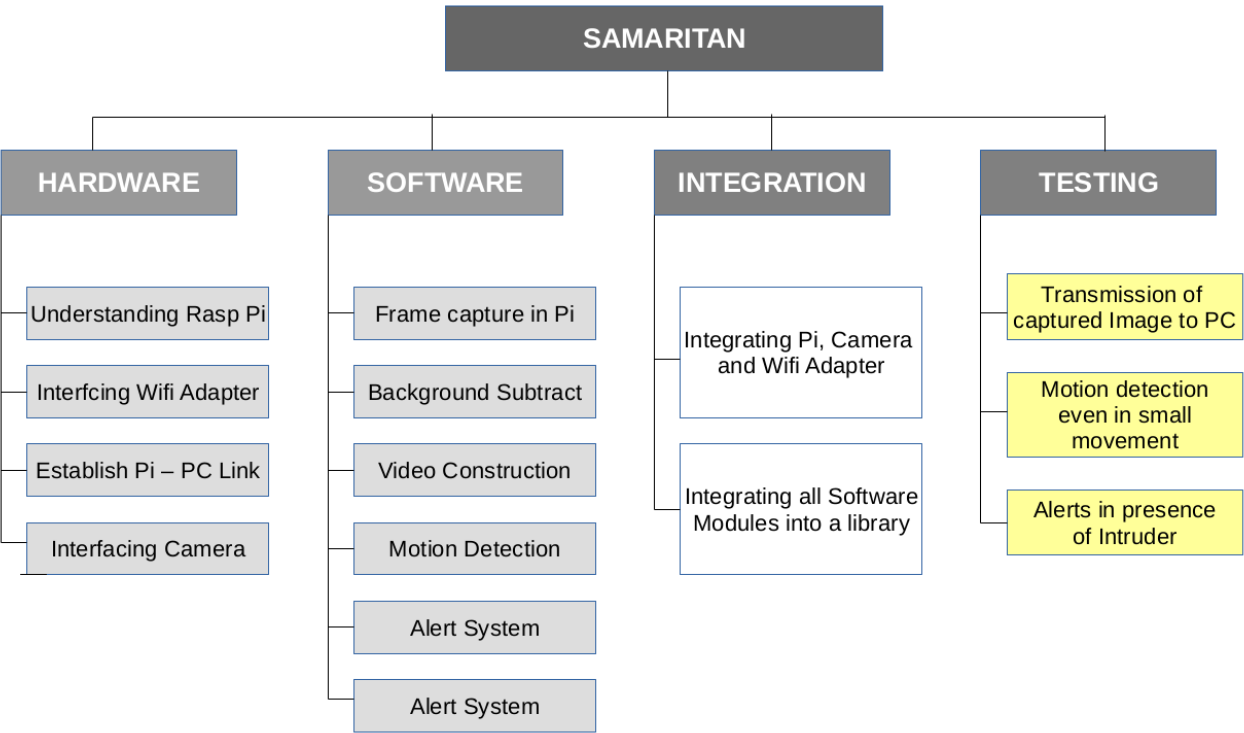 SAMARITAN
HARDWARE
Understanding Rasp Pi
Interfcing Wifi Adapter
Establish Pi – PC Link
Interfacing Camera
SOFTWARE
Frame capture in Pi
Background Subtract
Video Construction
Motion Detection
Alert System
Alert System
INTEGRATION
Integrating Pi, Camera
and Wifi Adapter
Integrating all Software
Modules into a library
TESTING
Transmission of
captured Image to PC
Motion detection
even in small
movement
Alerts in presence
of Intruder